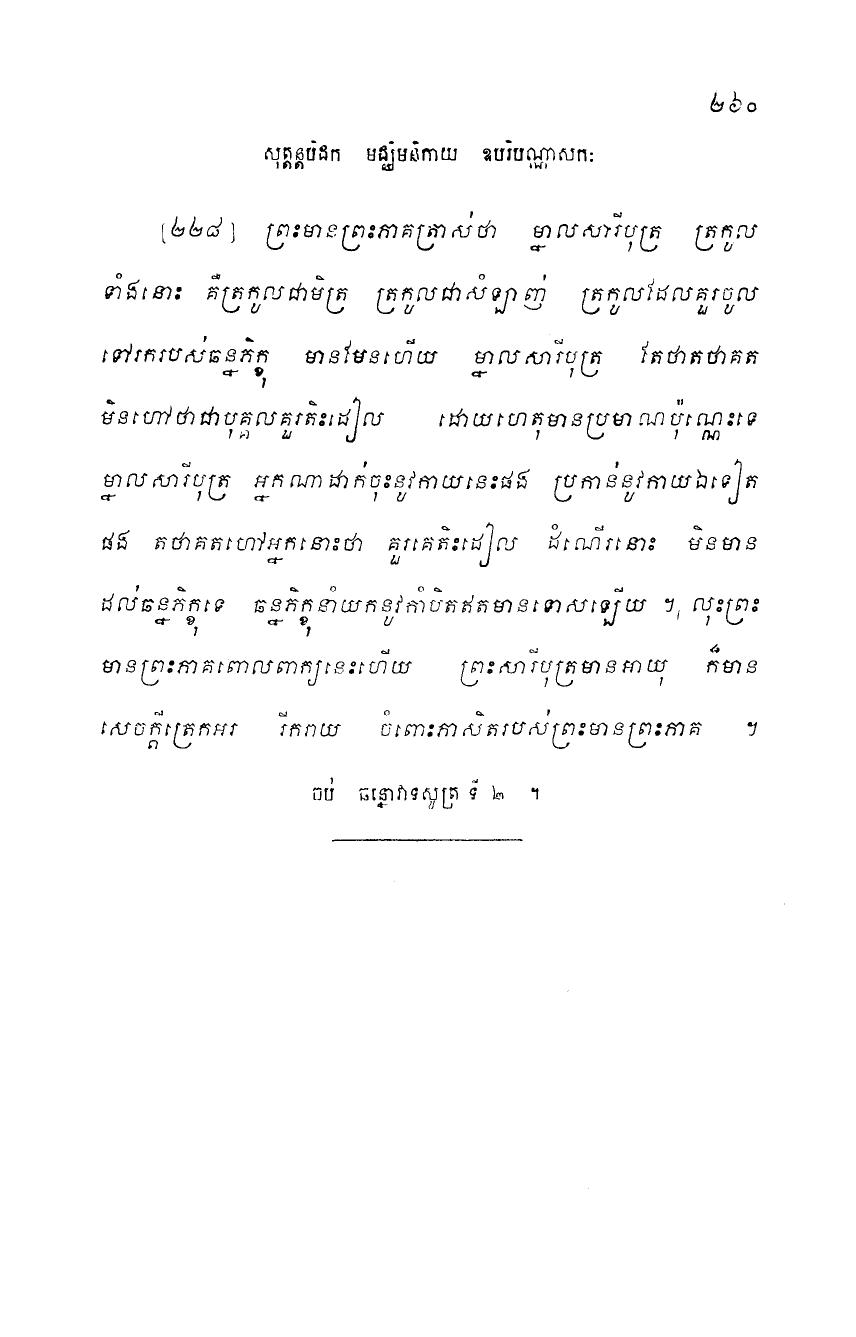 ២៦០
សុត្តន្តបិដក មជ្ឈិមនិកាយ ឧបរិបណ្ណាសកៈ
[២២៨] ព្រះមានព្រះភាគត្រាស់ថា ម្នាលសារីបុត្រ ត្រកូល
ទាំងនោះ គឺត្រកូលជាមិត្រ ត្រកូលជាសំឡាញ់ ត្រកូលដែលគួរចូល
ទៅរករបស់ឆន្នភិក្ខុ មានមែនហើយ ម្នាលសារីបុត្រ តែថាតថាគត
មិនហៅថាជាបុគ្គលគួរតិះដៀល ដោយហេតុមានប្រមាណប៉ុណ្ណេះទេ
ម្នាលសារីបុត្រ អ្នកណាដាក់ចុះនូវកាយនេះផង ប្រកាន់នូវកាយឯទៀត
ផង តថាគតហៅអ្នកនោះថា គួរគេតិះដៀល ដំណើរនោះ មិនមាន
ដល់ឆន្នភិក្ខុទេ ឆន្នភិក្ខុនាំយកនូវកាំបិតឥតមានទោសឡើយ ។ លុះព្រះ
មានព្រះភាគពោលពាក្យនេះហើយ ព្រះសារីបុត្រមានអាយុ ក៏មាន
សេចក្តីត្រេកអរ រីករាយ ចំពោះភាសិតរបស់ព្រះមានព្រះភាគ ។
ចប់ ឆន្នោវាទសូត្រ ទី ២ ។